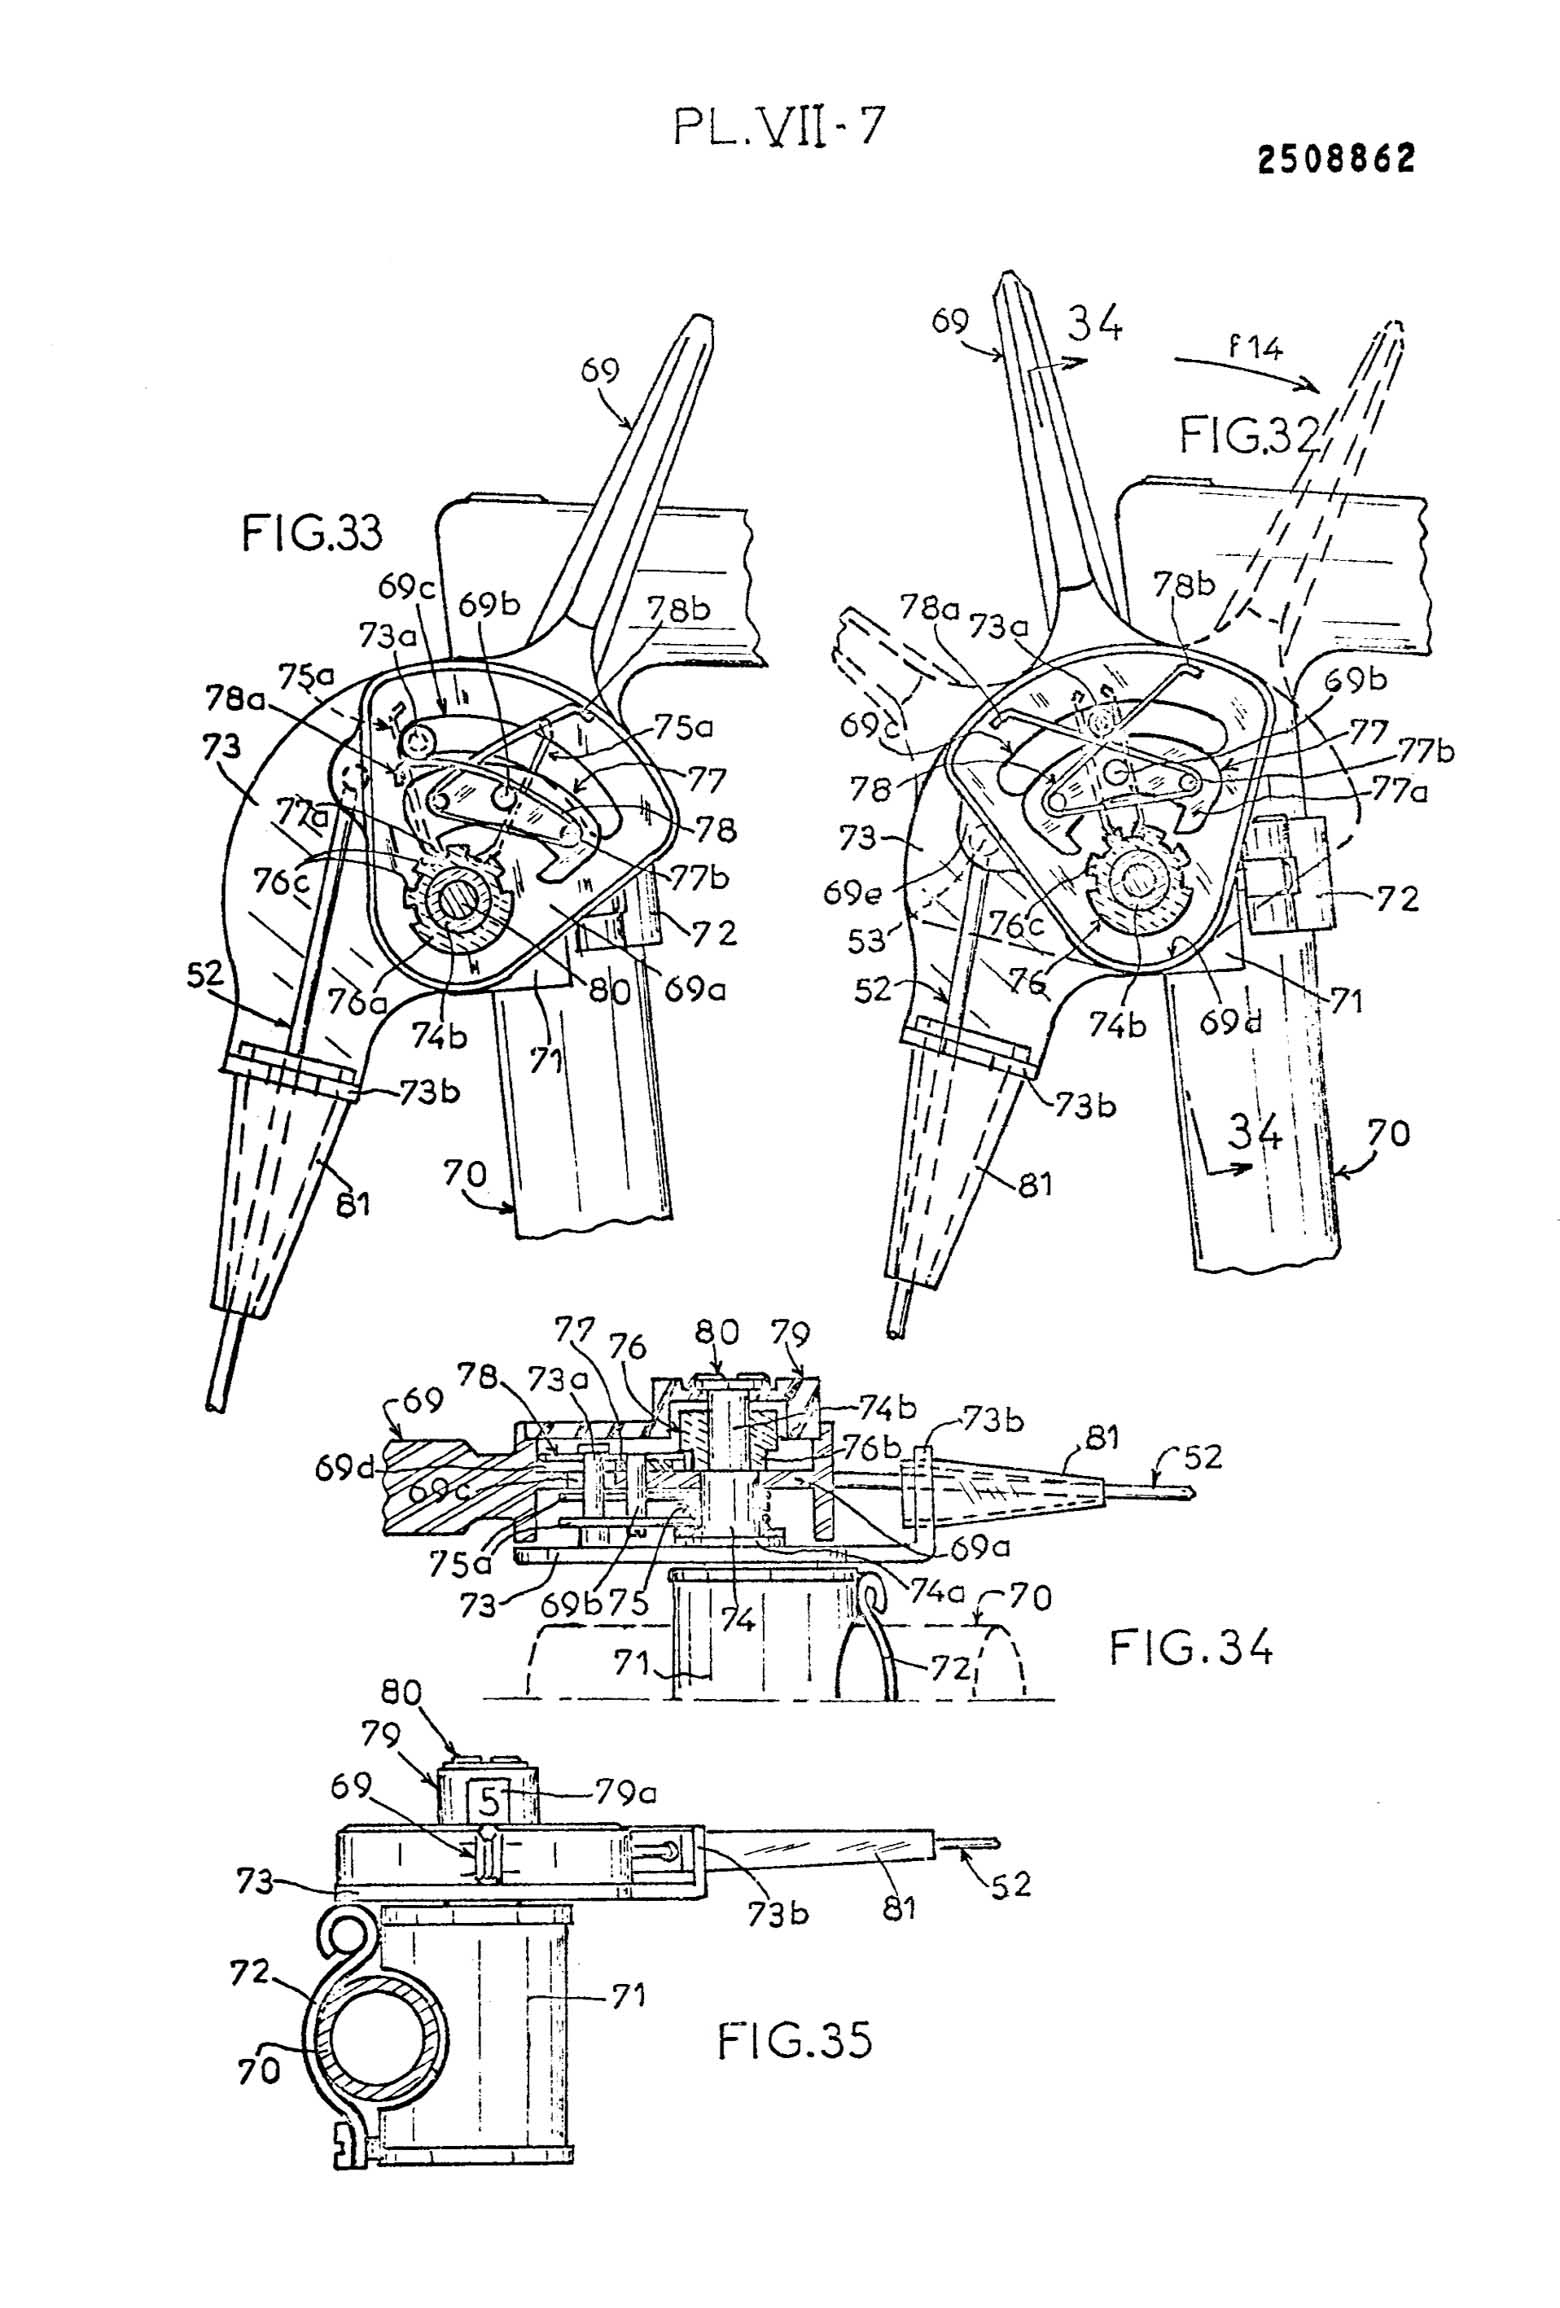 PL.VII-7
2508862
69
34
f14
FIG.32
69
FIG.33
69c
69b
78b
73a
75a
78a
73
75a
77
77a
78
76c
77b
72
52
76a
74b
80
69a
71
73b
70
81
78a
73a
78b
69b
69c
77
77b
78
77a
73
69e
76c
53
72
52
76
74b
69d
71
73b
34
70
81
77
76
80
79
78
73a
69
74b
73b
81
52
69d
69c
76b
75a
69a
73
69b
75
74
74a
70
71
72
FIG.34
80
79
69
5
79a
73
73b
81
52
72
71
70
FIG.35